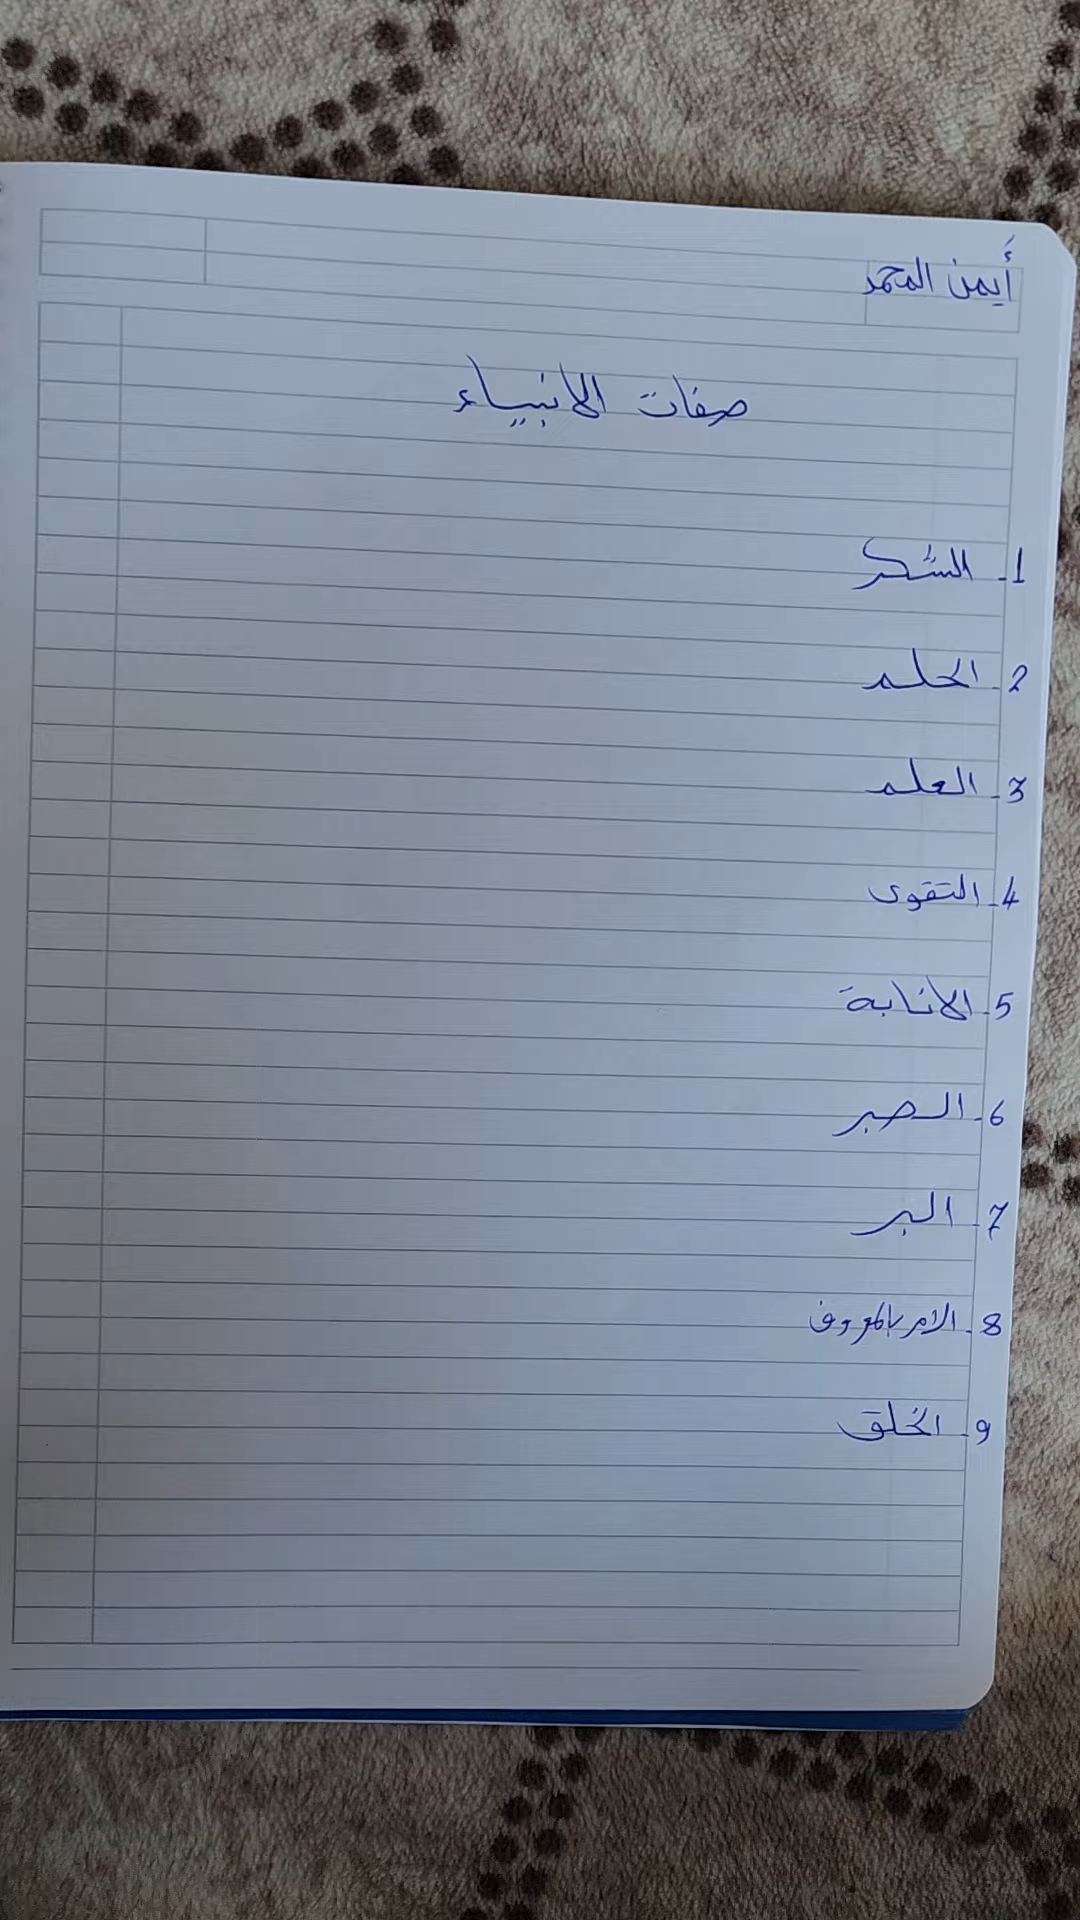 أيمن المحمد
صفات الانبياء
1- الشكر
2- الحلم
3- العلم
4- التقوى
5- الانابة
6- الصبر
7- البر
8- الامر بالمعروف
9- الخلق